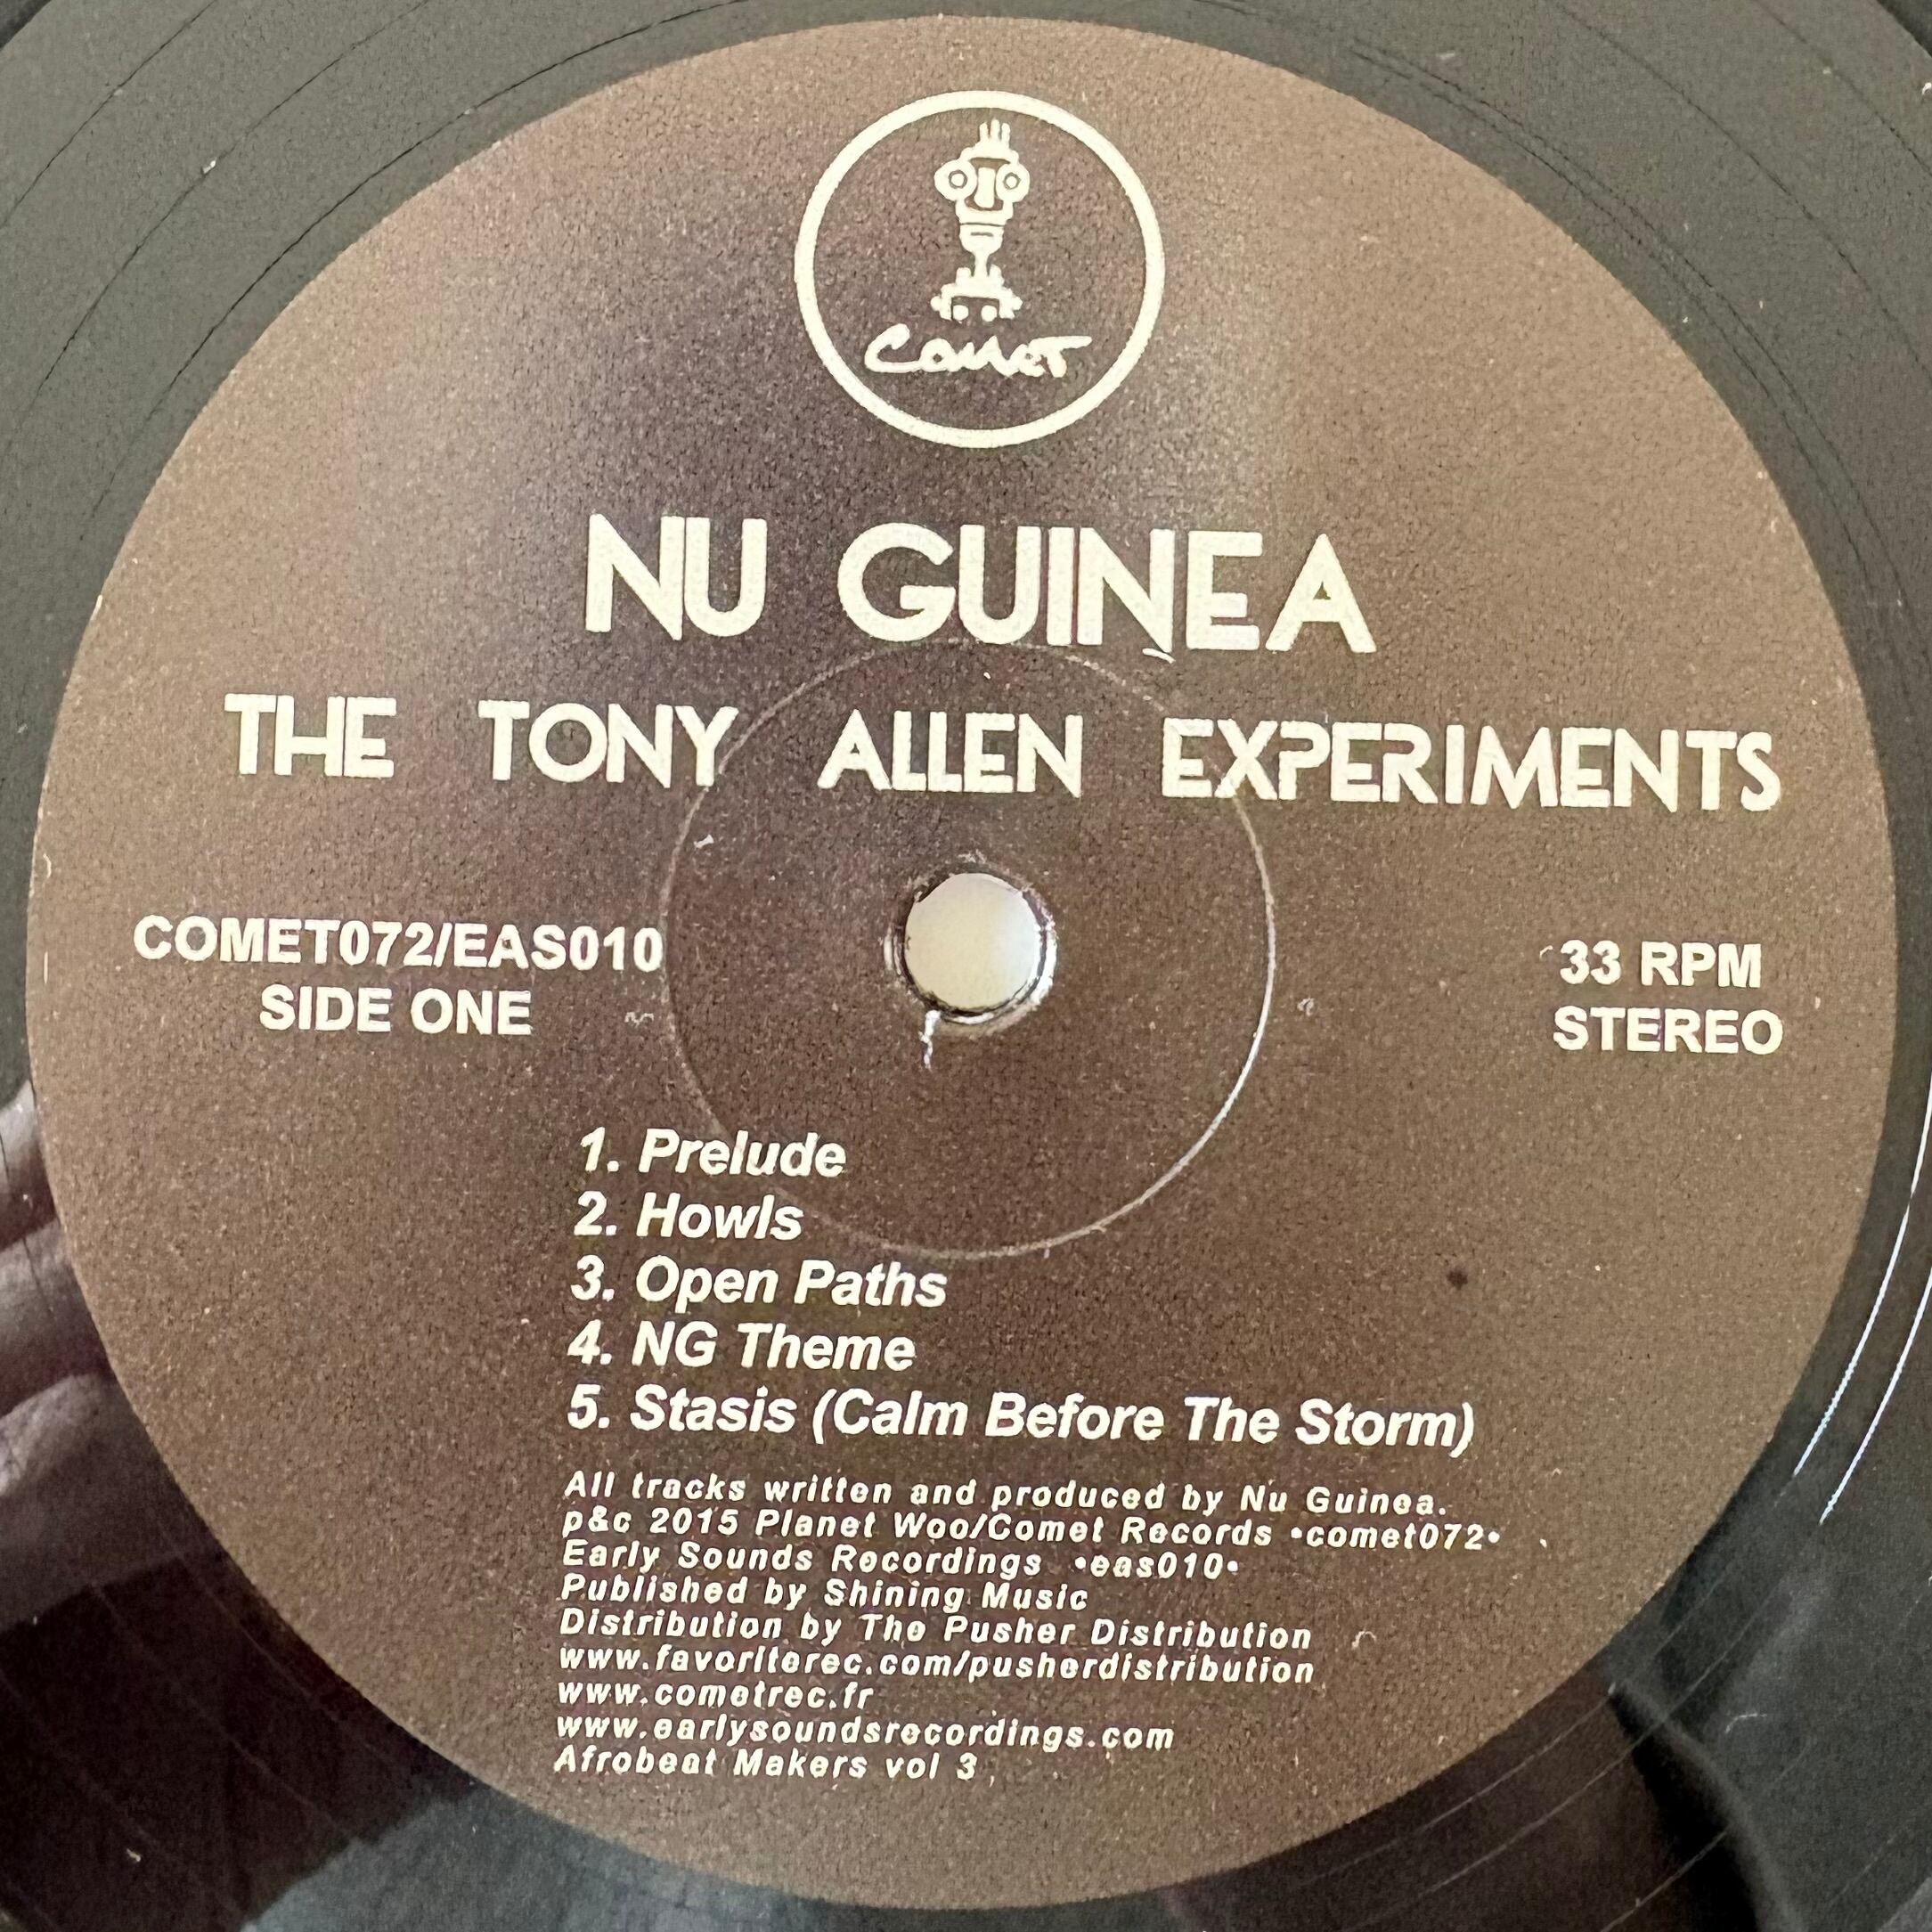 Comet
NU GUINEA
THE TONY ALLEN EXPERIMENTS
COMET072/EAS010
SIDE ONE
33 RPM
STEREO
1. Prelude
2. Howls
3. Open Paths
4. NG Theme
5. Stasis (Calm Before The Storm)
All tracks written and produced by Nu Guinea.
p&c 2015 Planet Woo/Comet Records •comet072•
Early Sounds Recordings •eas010•
Published by Shining Music
Distribution by The Pusher Distribution
www.favoriterec.com/pusherdistribution
www.cometrec.fr
www.earlysoundsrecordings.com
Afrobeat Makers vol 3